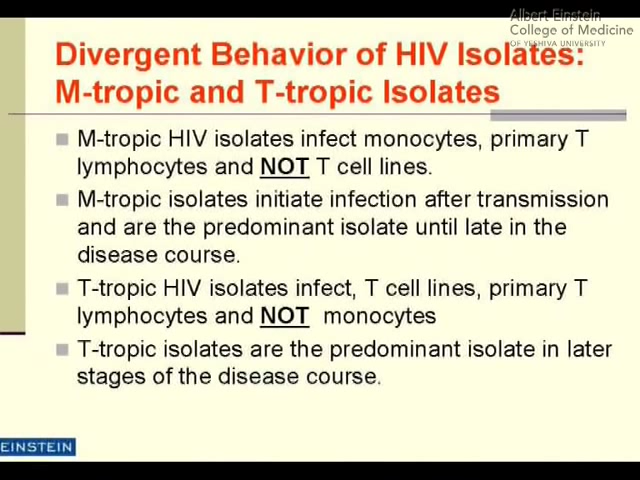 Albert Einstein
College of Medicine
OF YESHIVA UNIVERSITY
Divergent Behavior of HIV Isolates:
M-tropic and T-tropic Isolates
M-tropic HIV isolates infect monocytes, primary T
lymphocytes and NOT T cell lines.
M-tropic isolates initiate infection after transmission
and are the predominant isolate until late in the
disease course.
T-tropic HIV isolates infect, T cell lines, primary T
lymphocytes and NOT monocytes
T-tropic isolates are the predominant isolate in later
stages of the disease course.
EINSTEIN